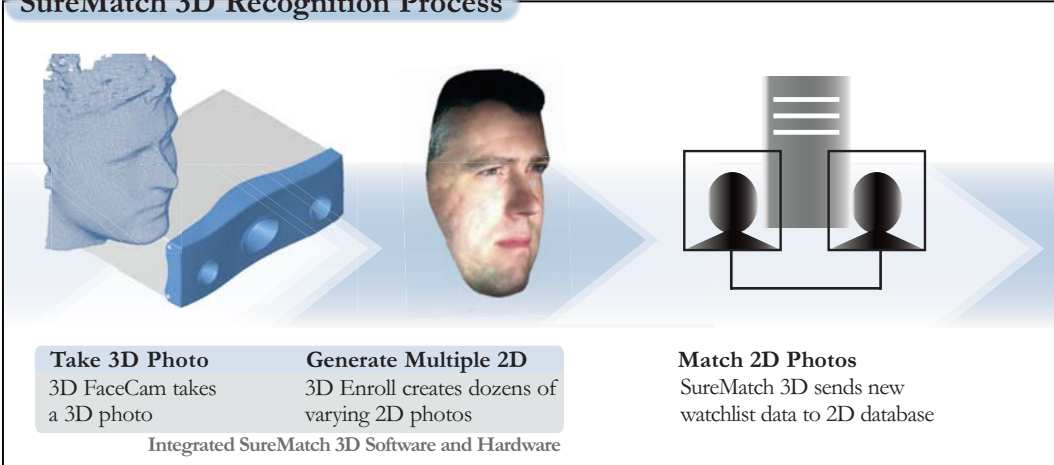 SureMatch 3D Recognition Process
Take 3D Photo
3D FaceCam takes
a 3D photo
Generate Multiple 2D
3D Enroll creates dozens of
varying 2D photos
Integrated SureMatch 3D Software and Hardware
Match 2D Photos
SureMatch 3D sends new
watchlist data to 2D database